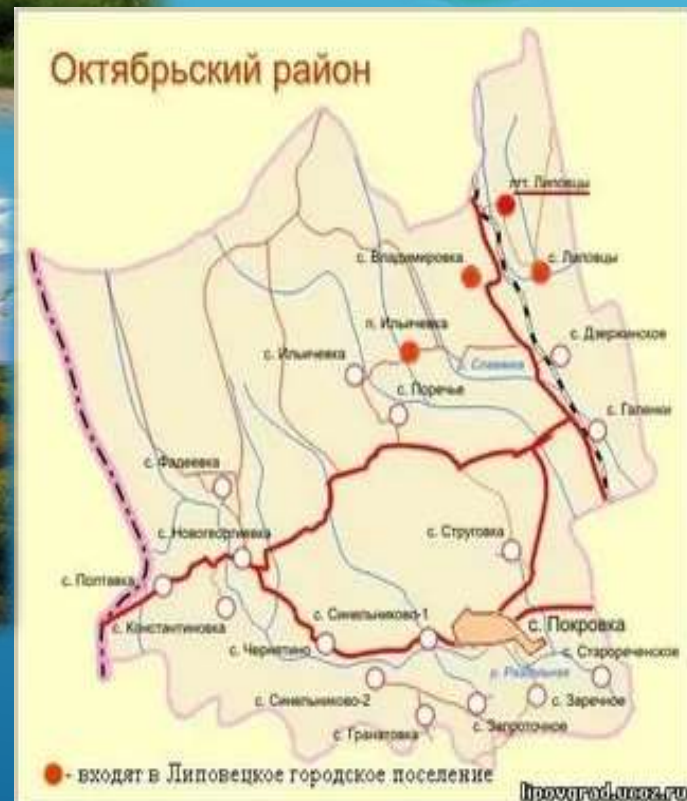 Октябрьский район
пгт. Липовцы
с. Владимировка
с. Липовцы
п. Ильичевка
с. Дзержинское
с. Ильичевка
р. Славянка
с. Поречье
с. Галенки
с. Фадеевка
с. Новогеоргиевка
с. Струговка
с. Полтавка
с. Константиновка
с. Синельниково-1
с. Покровка
с. Чернятино
с. Старореченское
р. Раздольная
с. Синельниково-2
с. Заречное
с. Гранатовка
с. Запроточное
- входят в Липовецкое городское поселение
lipovgrad.ucoz.ru